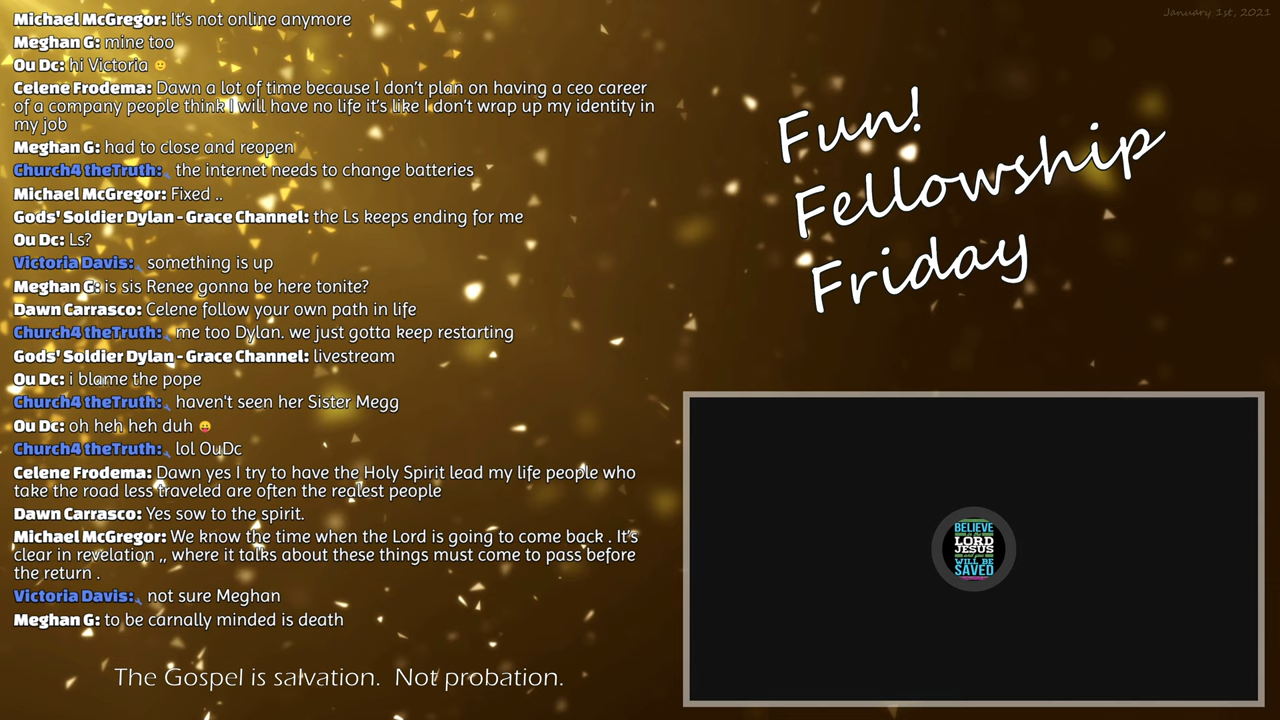 Michael McGregor: It's not online anymore
Meghan G: mine too
Ou Dc: hi Victoria 🙂
Celene Frodema: Dawn a lot of time because I don't plan on having a ceo career
of a company people think I will have no life it's like I don't wrap up my identity in
my job
Meghan G: had to close and reopen
Church4 theTruth: the internet needs to change batteries
Michael McGregor: Fixed ..
Gods' Soldier Dylan - Grace Channel: the Ls keeps ending for me
Ou Dc: Ls?
Victoria Davis: something is up
Meghan G: is sis Renee gonna be here tonite?
Dawn Carrasco: Celene follow your own path in life
Church4 theTruth: me too Dylan. we just gotta keep restarting
Gods' Soldier Dylan - Grace Channel: livestream
Ou Dc: i blame the pope
Church4 theTruth: haven't seen her Sister Megg
Ou Dc: oh heh heh duh 😛
Church4 theTruth: lol OuDc
Celene Frodema: Dawn yes I try to have the Holy Spirit lead my life people who
take the road less traveled are often the realest people
Dawn Carrasco: Yes sow to the spirit.
Michael McGregor: We know the time when the Lord is going to come back . It's
clear in revelation ,, where it talks about these things must come to pass before
the return .
Victoria Davis: not sure Meghan
Meghan G: to be carnally minded is death
The Gospel is salvation. Not probation.
January 1st, 2021
Fun!
Fellowship
Friday
BELIEVE
LORD
JESUS
WILL BE
SAVED